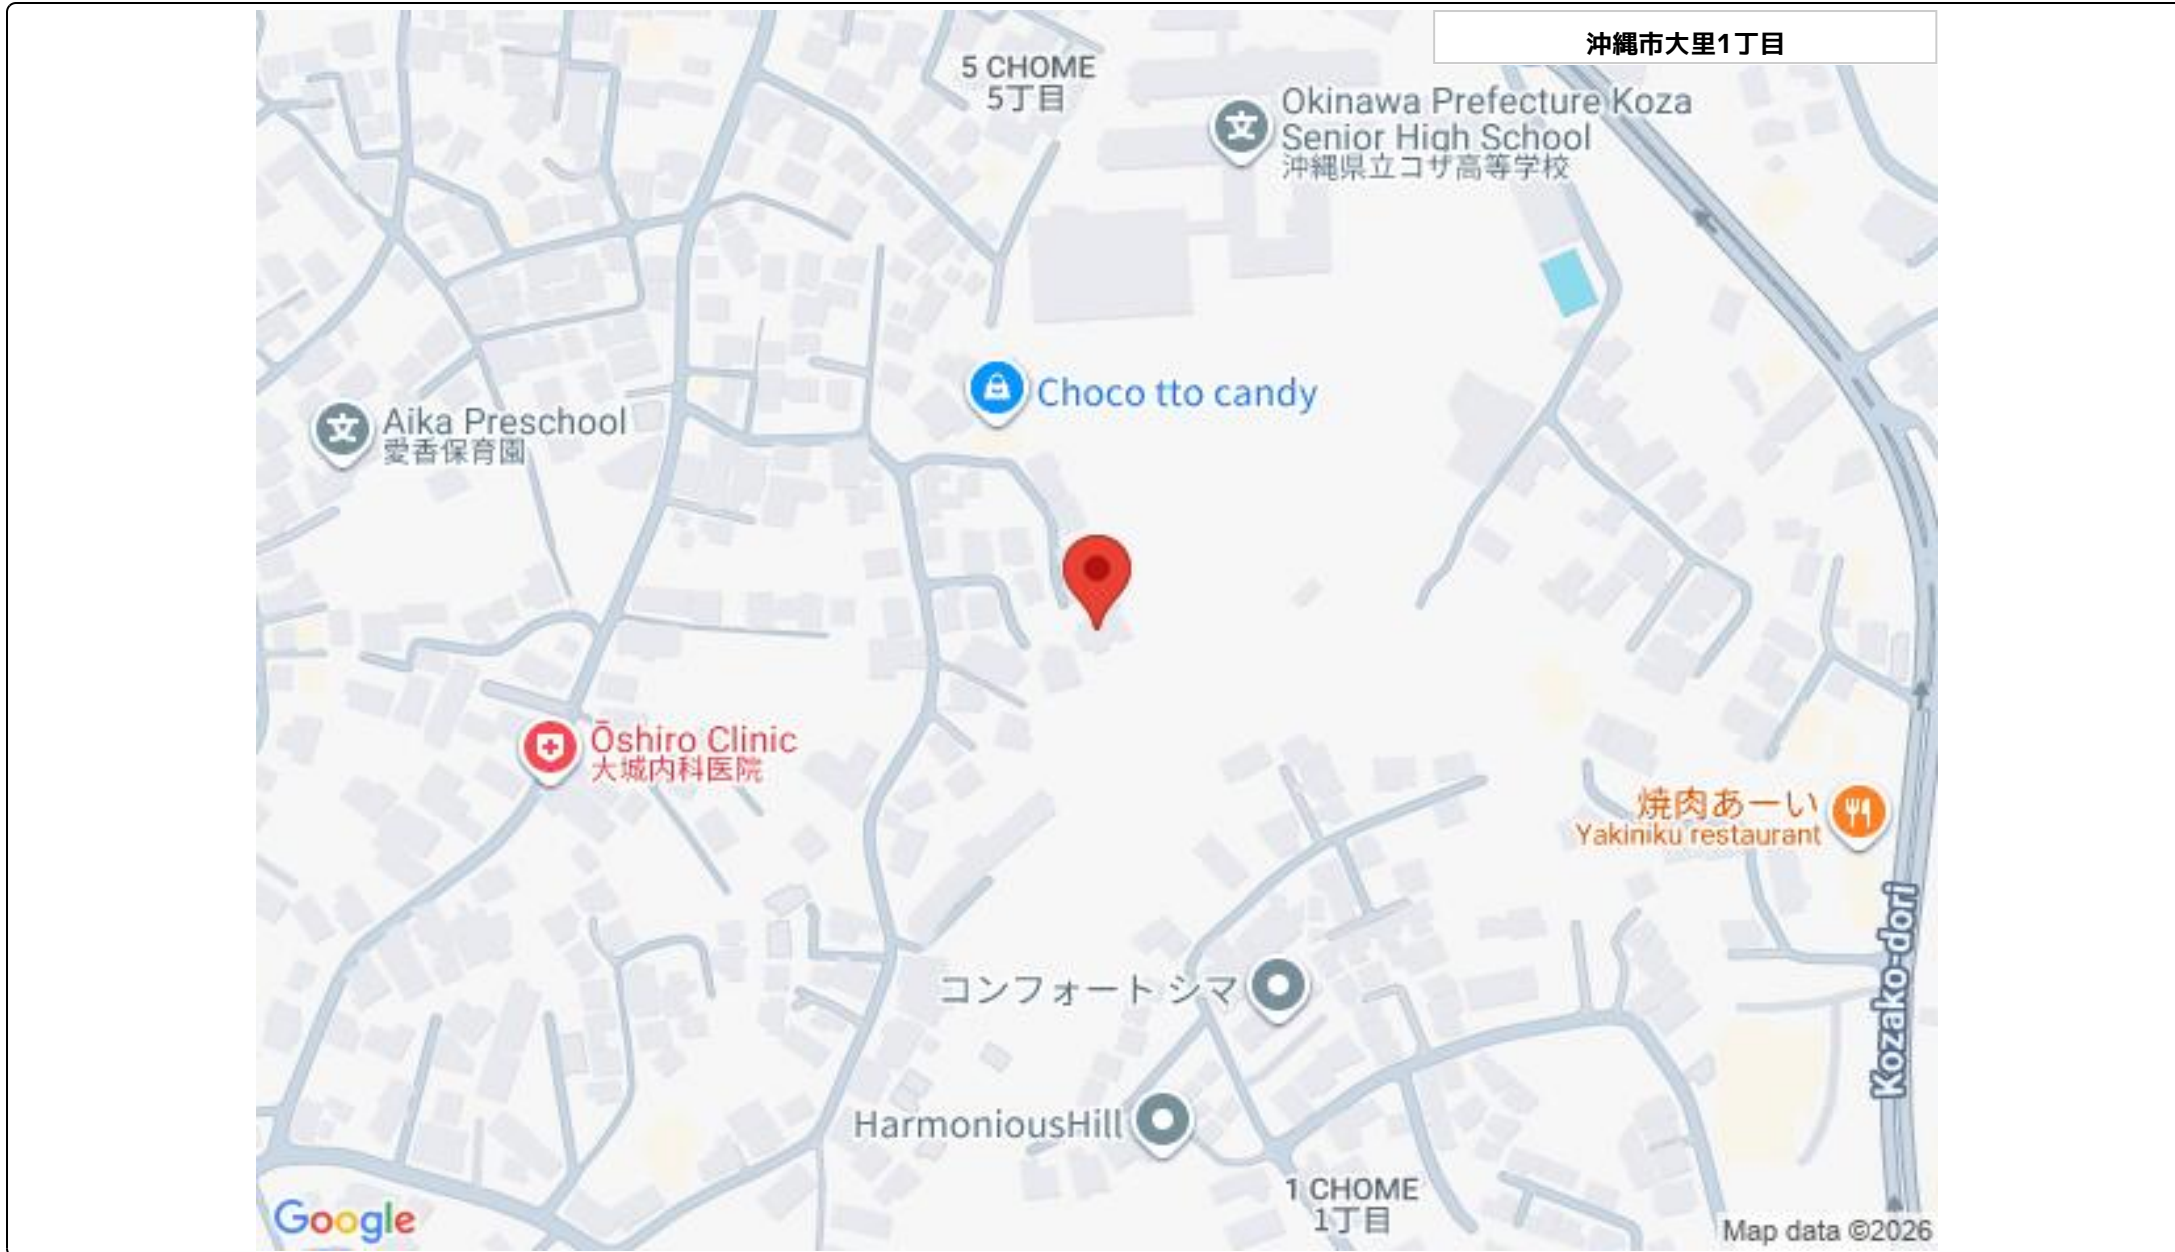 沖縄市大里1丁目
5 CHOME
5丁目
Okinawa Prefecture Koza
Senior High School
沖縄県立コザ高等学校
Choco tto candy
Aika Preschool
愛香保育園
Ōshiro Clinic
大城内科医院
焼肉あーい
Yakiniku restaurant
Kozako-dori
コンフォートシマ
HarmoniousHill
1 CHOME
1丁目
Google
Map data ©2026